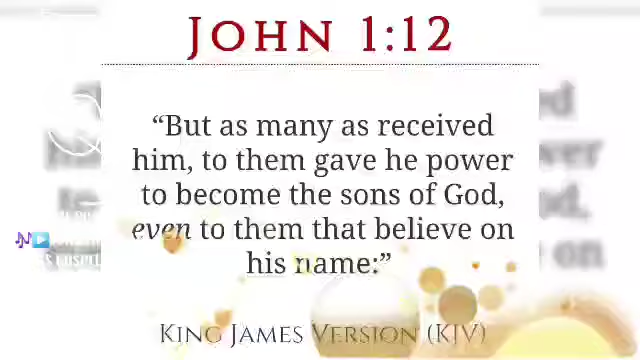 John 1:12
“But as many as received
him, to them gave he power
to become the sons of God,
even to them that believe on
his name:”
King James Version (KJV)